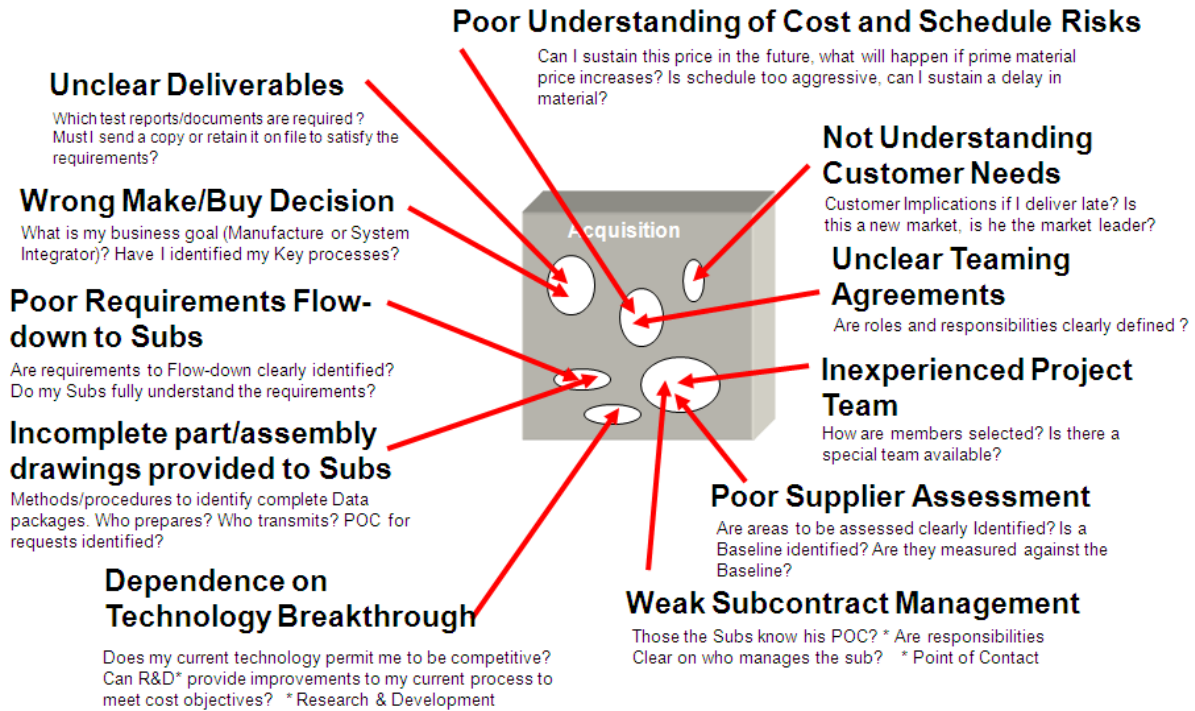 Poor Understanding of Cost and Schedule Risks
Can I sustain this price in the future, what will happen if prime material
price increases? Is schedule too aggressive, can I sustain a delay in
material?
Unclear Deliverables
Which test reports/documents are required ?
Must I send a copy or retain it on file to satisfy the
requirements?
Not Understanding
Customer Needs
Customer Implications if I deliver late? Is
this a new market, is he the market leader?
Wrong Make/Buy Decision
What is my business goal (Manufacture or System
Integrator)? Have I identified my Key processes?
Acquisition
Unclear Teaming
Agreements
Are roles and responsibilities clearly defined ?
Poor Requirements Flow-
down to Subs
Are requirements to Flow-down clearly identified?
Do my Subs fully understand the requirements?
Inexperienced Project
Team
How are members selected? Is there a
special team available?
Incomplete part/assembly
drawings provided to Subs
Methods/procedures to identify complete Data
packages. Who prepares? Who transmits? POC for
requests identified?
Poor Supplier Assessment
Are areas to be assessed clearly Identified? Is a
Baseline identified? Are they measured against the
Baseline?
Dependence on
Technology Breakthrough
Does my current technology permit me to be competitive?
Can R&D* provide improvements to my current process to
meet cost objectives? * Research & Development
Weak Subcontract Management
Those the Subs know his POC? * Are responsibilities
Clear on who manages the sub? * Point of Contact